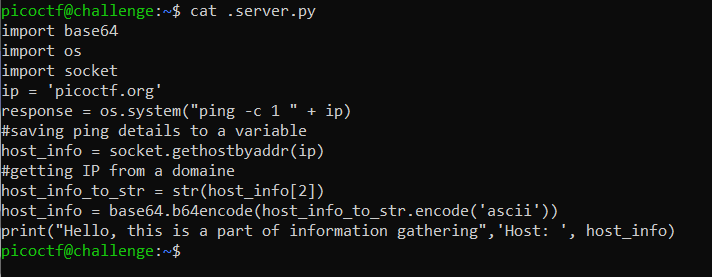 picoctf@challenge:~$ cat .server.py
import base64
import os
import socket
ip = 'picoctf.org'
response = os.system("ping -c 1 " + ip)
#saving ping details to a variable
host_info = socket.gethostbyaddr(ip)
#getting IP from a domaine
host_info_to_str = str(host_info[2])
host_info = base64.b64encode(host_info_to_str.encode('ascii'))
print("Hello, this is a part of information gathering",'Host: ', host_info)
picoctf@challenge:~$